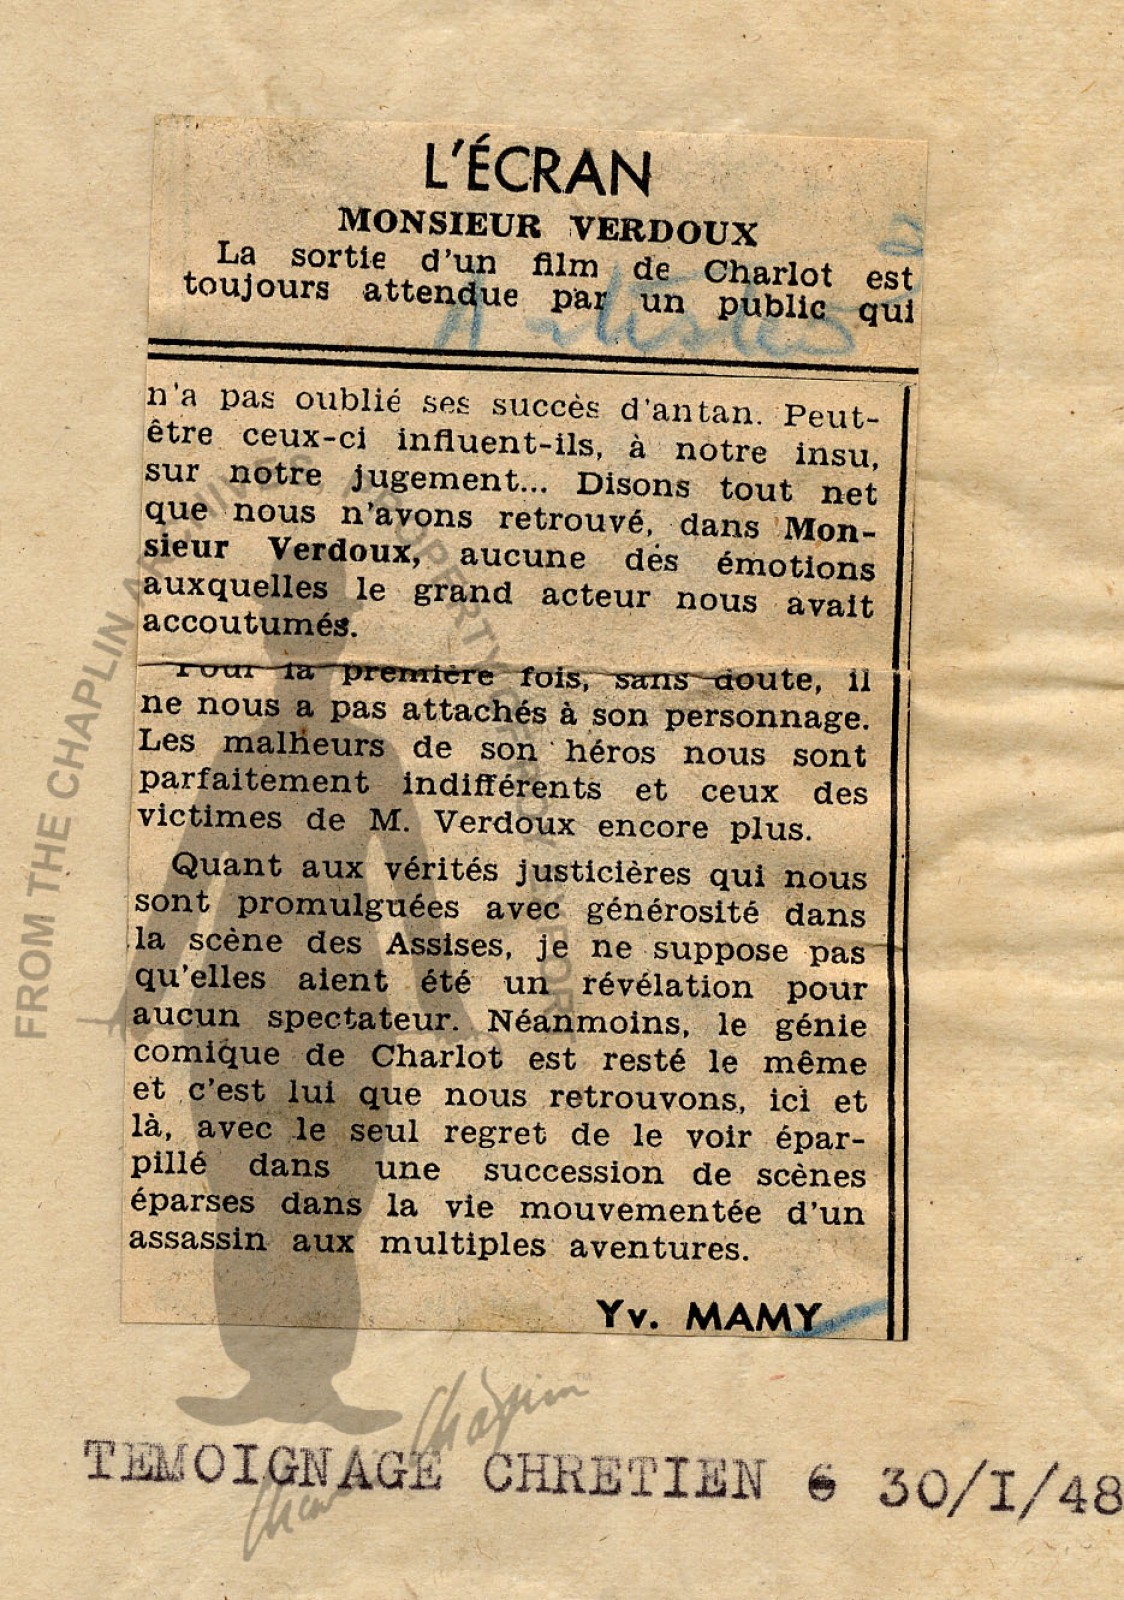 L'ÉCRAN
MONSIEUR VERDOUX
La sortie d'un film de Charlot est
toujours attendue par un public qui
Artistes
n'a pas oublié ses succès d'antan. Peut-
être ceux-ci influent-ils, à notre insu,
sur notre jugement... Disons tout net
que nous n'avons retrouvé, dans Mon-
sieur Verdoux, aucune des émotions
auxquelles le grand acteur nous avait
accoutumés.
Pour la première fois, sans doute, il
ne nous a pas attachés à son personnage.
Les malheurs de son héros nous sont
parfaitement indifférents et ceux des
victimes de M. Verdoux encore plus.
Quant aux vérités justicières qui nous
sont promulguées avec générosité dans
la scène des Assises, je ne suppose pas
qu'elles aient été un révélation pour
aucun spectateur. Néanmoins, le génie
comique de Charlot est resté le même
et c'est lui que nous retrouvons, ici et
là, avec le seul regret de le voir épar-
pillé dans une succession de scènes
éparses dans la vie mouvementée d'un
assassin aux multiples aventures.
Yv. MAMY
FROM THE CHAPLIN ARCHIVES, PROPERTY OF ROY EXPORT
Charlie Chaplin
TEMOIGNAGE CHRETIEN 30/I/48